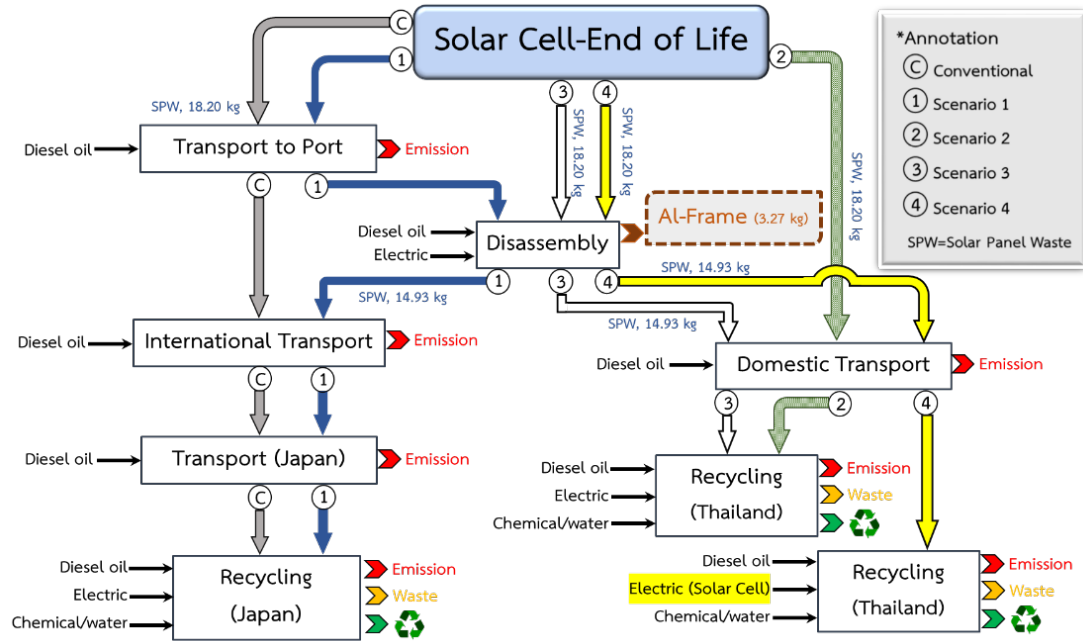 Solar Cell-End of Life
C
1
2
3
4
SPW, 18.20 kg
SPW, 18.20 kg
SPW, 18.20 kg
SPW, 18.20 kg
*Annotation
C Conventional
1 Scenario 1
2 Scenario 2
3 Scenario 3
4 Scenario 4
SPW=Solar Panel Waste
Diesel oil
Transport to Port
Emission
C
1
Diesel oil
Electric
Disassembly
Al-Frame (3.27 kg)
1
3
4
SPW, 14.93 kg
SPW, 14.93 kg
SPW, 14.93 kg
Diesel oil
International Transport
Emission
Diesel oil
Domestic Transport
Emission
C
1
3
2
4
Diesel oil
Transport (Japan)
Emission
C
1
Diesel oil
Electric
Chemical/water
Recycling
(Thailand)
Emission
Waste
Diesel oil
Electric
Chemical/water
Recycling
(Japan)
Emission
Waste
Diesel oil
Electric (Solar Cell)
Chemical/water
Recycling
(Thailand)
Emission
Waste